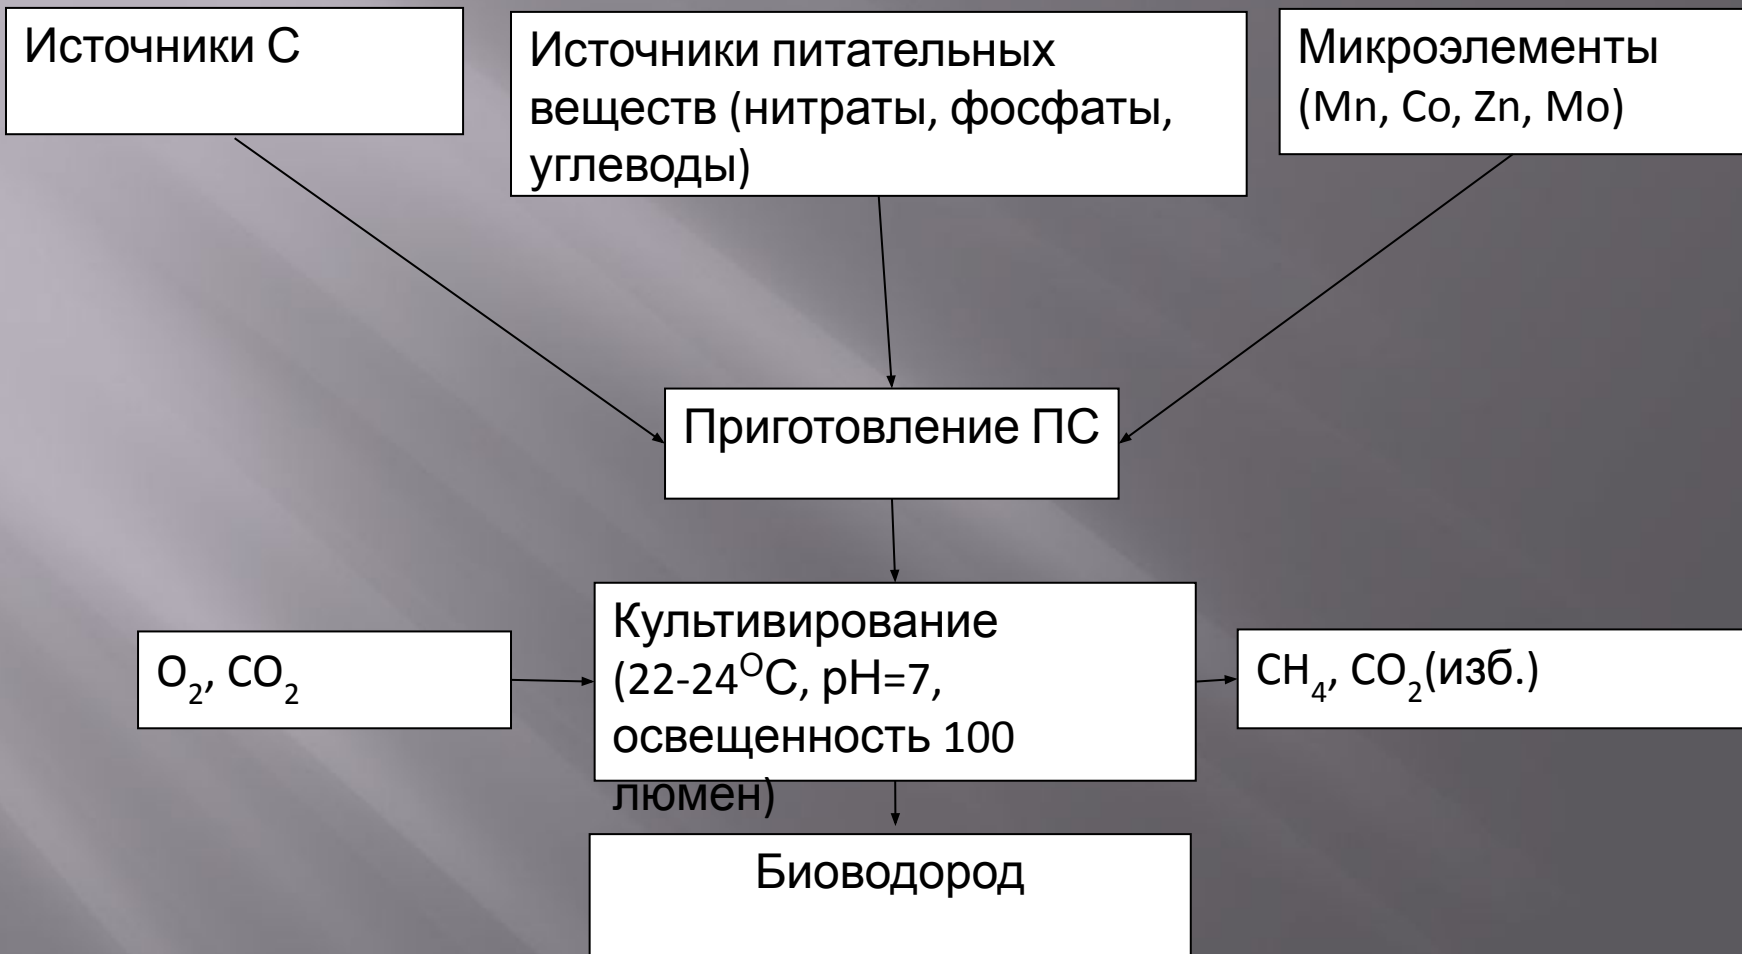 Источники С
Источники питательных
веществ (нитраты, фосфаты,
углеводы)
Микроэлементы
(Mn, Co, Zn, Mo)
Приготовление ПС
O₂, CO₂
Культивирование
(22-24ᴼС, pH=7,
освещенность 100
люмен)
CH₄, CO₂(изб.)
Биоводород